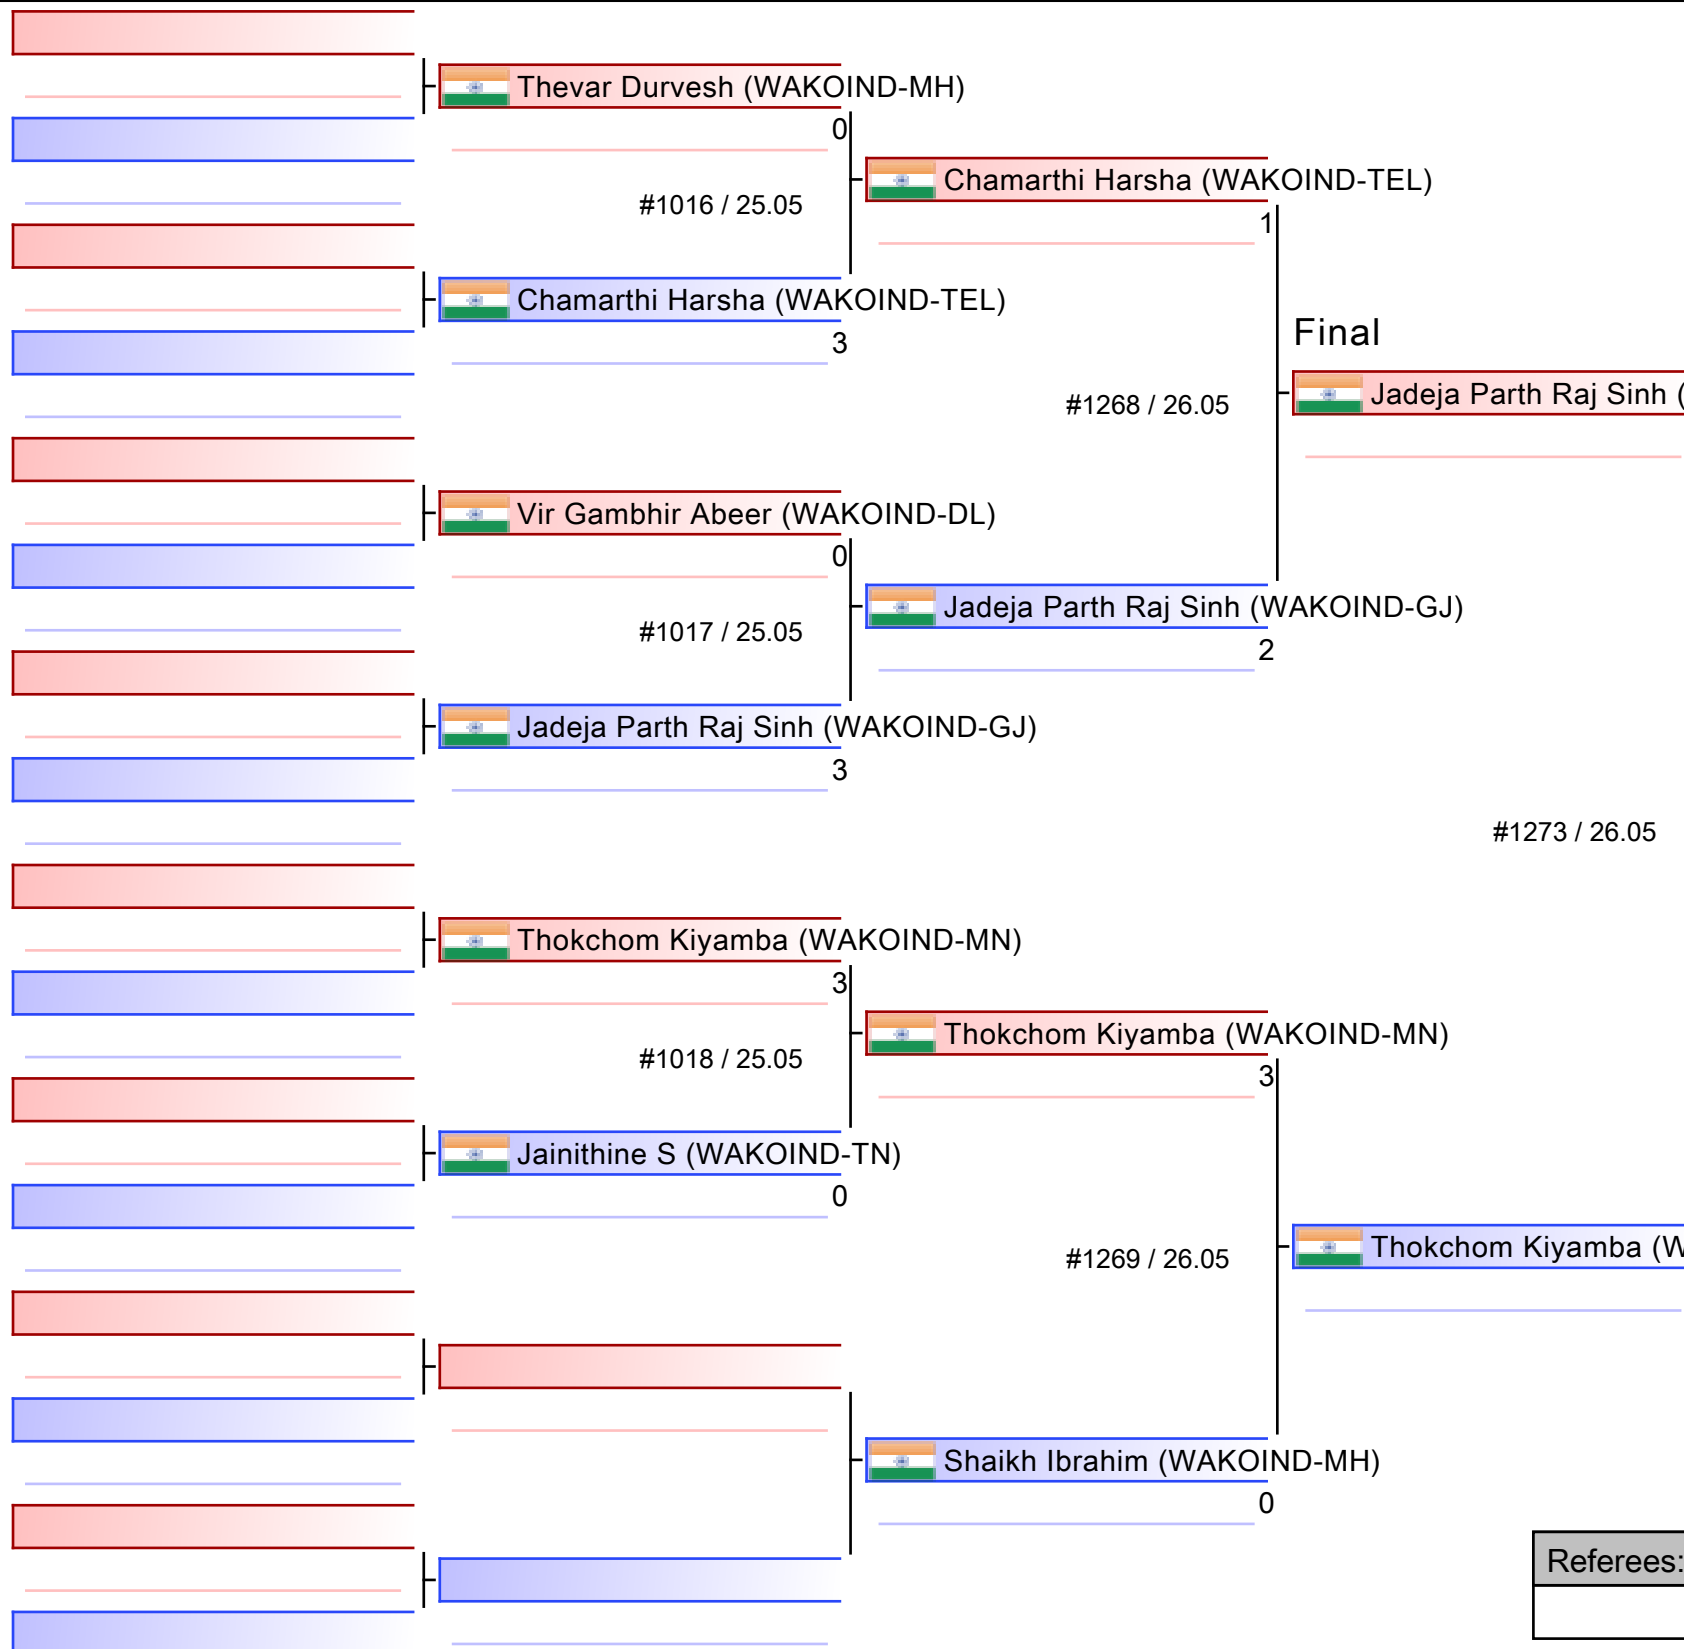 Thevar Durvesh (WAKOIND-MH)
0
#1016 / 25.05
Chamarthi Harsha (WAKOIND-TEL)
3
Vir Gambhir Abeer (WAKOIND-DL)
0
#1017 / 25.05
Jadeja Parth Raj Sinh (WAKOIND-GJ)
3
Thokchom Kiyamba (WAKOIND-MN)
3
#1018 / 25.05
Jainithine S (WAKOIND-TN)
0
Chamarthi Harsha (WAKOIND-TEL)
1
#1268 / 26.05
Jadeja Parth Raj Sinh (WAKOIND-GJ)
2
Thokchom Kiyamba (WAKOIND-MN)
3
#1269 / 26.05
Shaikh Ibrahim (WAKOIND-MH)
0
Final
Jadeja Parth Raj Sinh (
#1273 / 26.05
Thokchom Kiyamba (W
Referees: